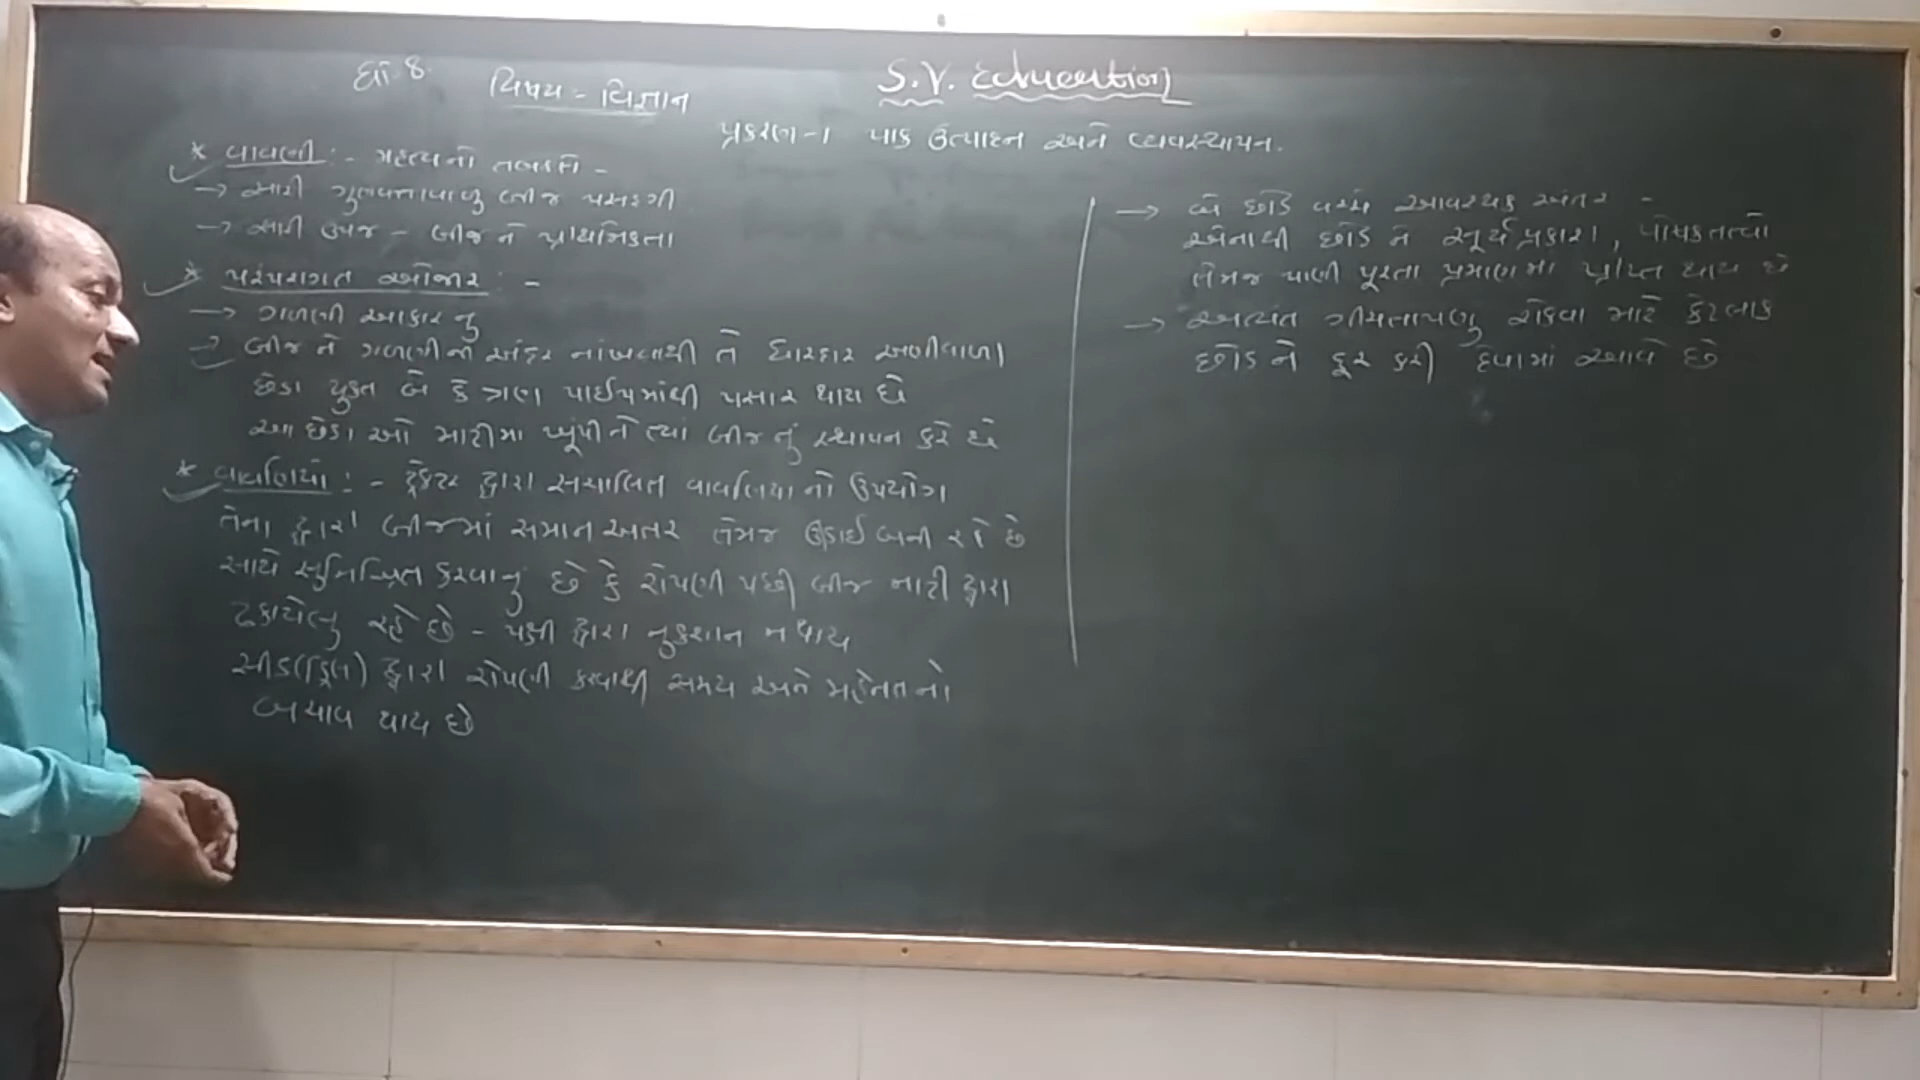 ધો. 8.
વિષય - વિજ્ઞાન
S.V. Education
પ્રકરણ-1 પાક ઉત્પાદન અને વ્યવસ્થાપન.
* વાવણી :- મહત્વનો તબક્કો -
→ સારી ગુણવત્તાવાળુ બીજ પસંદગી
→ સારી ઉપજ - બીજ ને પ્રાથમિકતા
* પરંપરાગત ઓજાર : -
→ ગળણી આકાર નુ
→ બીજ ને ગળણીની અંદર નાંખવાથી તે ધારદાર અણીવાળા
છેડા યુક્ત બે કે ત્રણ પાઈપમાંથી પસાર થાય છે
આ છેડા ઓ માટીમા ખૂંપીને ત્યાં બીજ નું સ્થાપન કરે છે
* વાવણિયો : - ટ્રેક્ટર દ્વારા સંચાલિત વાવણિયા નો ઉપયોગ
તેના દ્વારા બીજમાં સમાન અંતર તેમજ ઊંડાઈ બની રહે છે
સાથે સુનિશ્ચિત કરવાનું છે કે રોપણી પછી બીજ માટી દ્વારા
ઢંકાયેલુ રહે છે - પક્ષી દ્વારા નુકશાન ન થાય
સીડ(ડ્રિલ) દ્વારા રોપણી કરવાથી સમય અને મહેનત નો
બચાવ થાય છે
→ બે છોડ વચ્ચે આવશ્યક અંતર -
એનાથી છોડ ને સૂર્યપ્રકાશ, પોષકતત્વો
તેમજ પાણી પૂરતા પ્રમાણમાં પ્રાપ્ત થાય છે
→ અત્યંત ગીચતાપણુ રોકવા માટે કેટલાક
છોડ ને દૂર કરી દેવામાં આવે છે